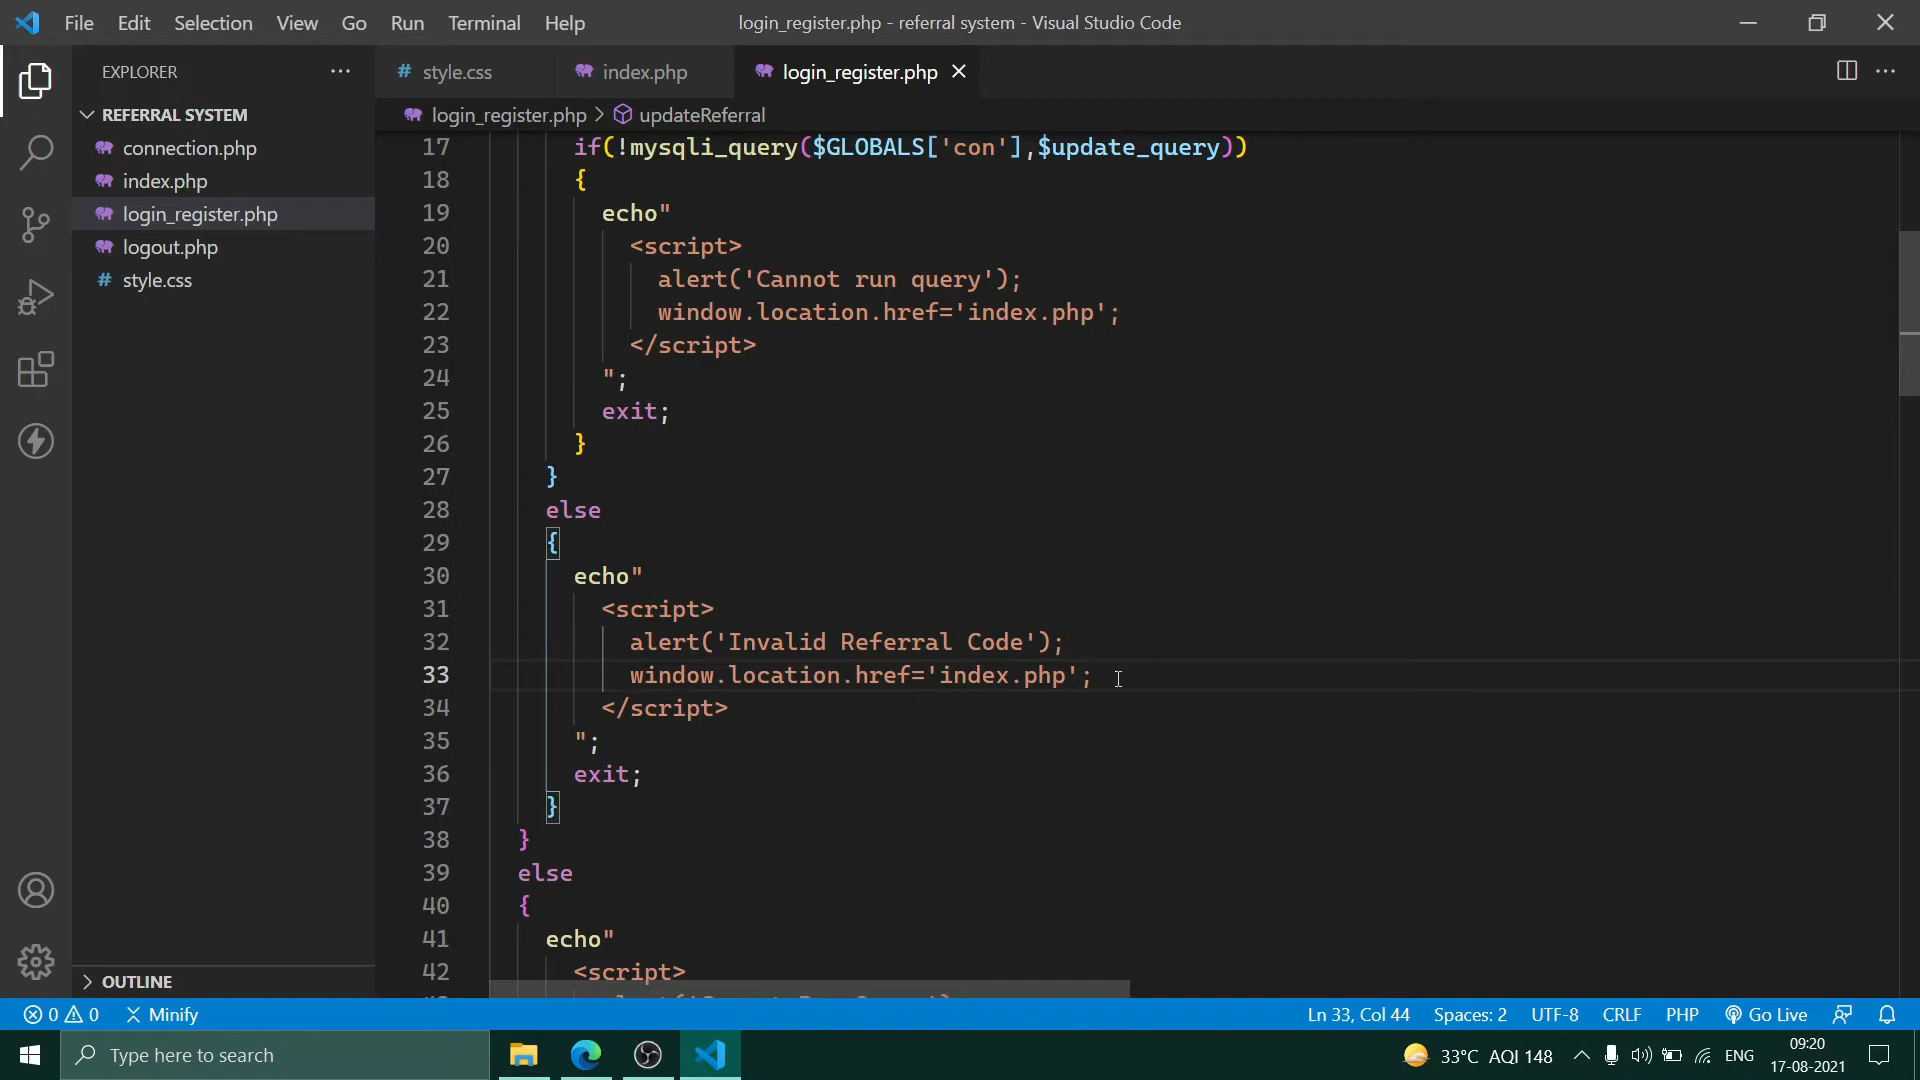 File Edit Selection View Go Run Terminal Help login_register.php - referral system - Visual Studio Code
EXPLORER
REFERRAL SYSTEM
connection.php
index.php
login_register.php
logout.php
# style.css
OUTLINE
# style.css index.php login_register.php
login_register.php > updateReferral
17 if(!mysqli_query($GLOBALS['con'],$update_query))
18 {
19 echo"
20 <script>
21 alert('Cannot run query');
22 window.location.href='index.php';
23 </script>
24 ";
25 exit;
26 }
27 }
28 else
29 {
30 echo"
31 <script>
32 alert('Invalid Referral Code');
33 window.location.href='index.php';
34 </script>
35 ";
36 exit;
37 }
38 }
39 else
40 {
41 echo"
42 <script>
0 0 Minify Ln 33, Col 44 Spaces: 2 UTF-8 CRLF PHP Go Live
Type here to search 33°C AQI 148 ENG 09:20
17-08-2021